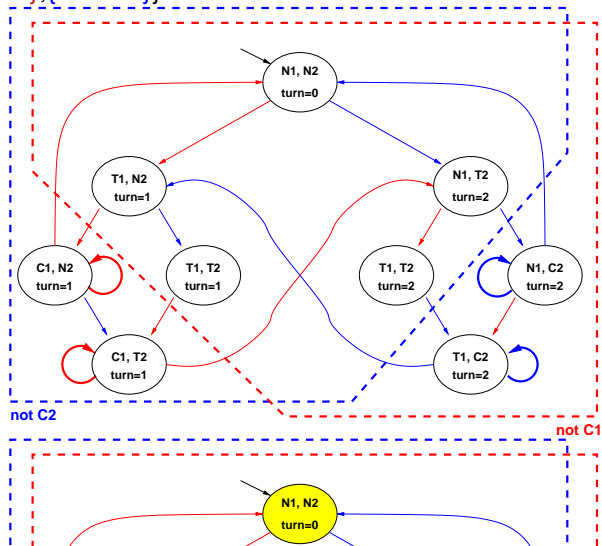 N1, N2
turn=0
T1, N2
turn=1
N1, T2
turn=2
C1, N2
turn=1
T1, T2
turn=1
T1, T2
turn=2
N1, C2
turn=2
C1, T2
turn=1
T1, C2
turn=2
not C2
not C1
N1, N2
turn=0